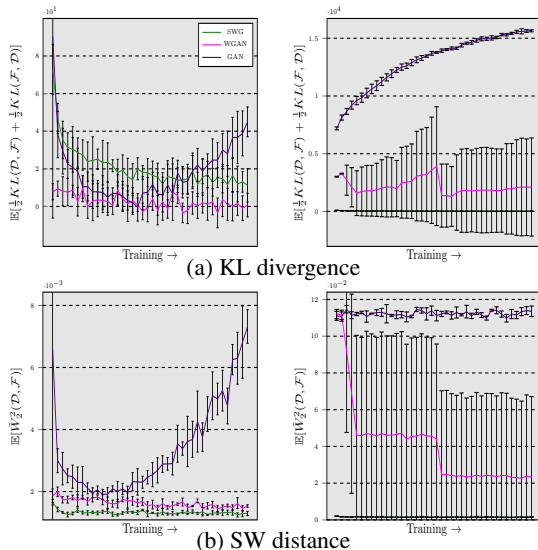 ·10¹
SWG
WGAN
GAN
8
6
4
2
0
𝔼[½KL(𝒟, ℱ) + ½KL(ℱ, 𝒟)]
Training →
·10⁴
1.5
1.0
0.5
0
𝔼[½KL(𝒟, ℱ) + ½KL(ℱ, 𝒟)]
Training →
(a) KL divergence
·10⁻³
8
6
4
2
𝔼[W̃₂²(𝒟, ℱ)]
Training →
·10⁻²
12
10
8
6
4
2
0
𝔼[W̃₂²(𝒟, ℱ)]
Training →
(b) SW distance